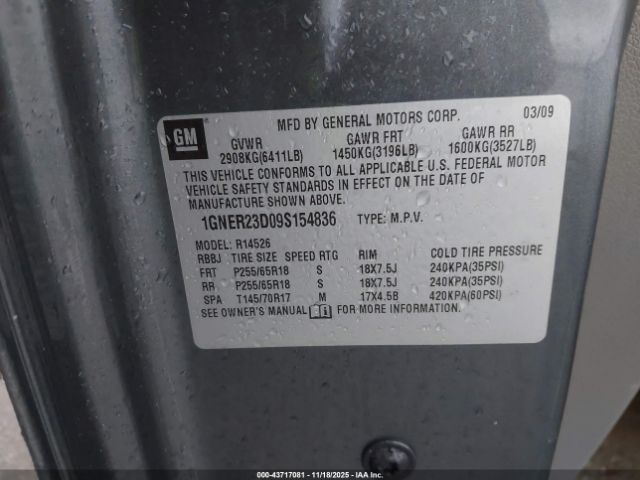 GM
MFD BY GENERAL MOTORS CORP. 03/09
GVWR GAWR FRT GAWR RR
2908KG(6411LB) 1450KG(3196LB) 1600KG(3527LB)
THIS VEHICLE CONFORMS TO ALL APPLICABLE U.S. FEDERAL MOTOR
VEHICLE SAFETY STANDARDS IN EFFECT ON THE DATE OF
MANUFACTURE SHOWN ABOVE.
1GNER23D09S154836 TYPE: M.P.V.
MODEL: R14526
RBBJ TIRE SIZE SPEED RTG RIM COLD TIRE PRESSURE
FRT P255/65R18 S 18X7.5J 240KPA(35PSI)
RR P255/65R18 S 18X7.5J 240KPA(35PSI)
SPA T145/70R17 M 17X4.5B 420KPA(60PSI)
SEE OWNER'S MANUAL FOR MORE INFORMATION.
000-43717081 - 11/18/2025 - IAAI.COM